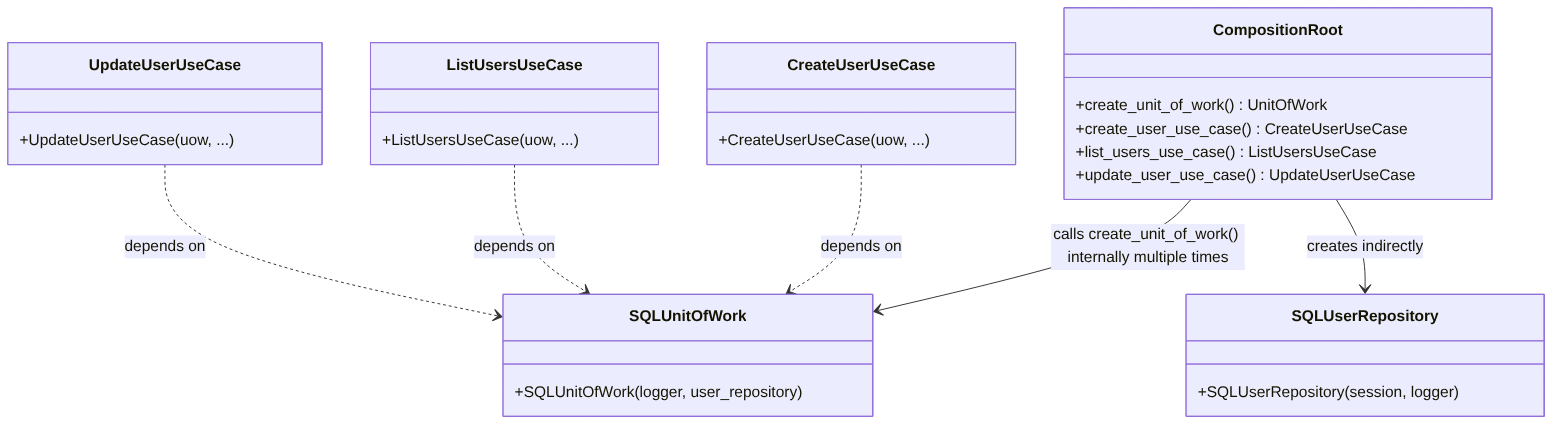 UpdateUserUseCase
+UpdateUserUseCase(uow, ...)
ListUsersUseCase
+ListUsersUseCase(uow, ...)
CreateUserUseCase
+CreateUserUseCase(uow, ...)
CompositionRoot
+create_unit_of_work() : UnitOfWork
+create_user_use_case() : CreateUserUseCase
+list_users_use_case() : ListUsersUseCase
+update_user_use_case() : UpdateUserUseCase
depends on
depends on
depends on
calls create_unit_of_work()
internally multiple times
creates indirectly
SQLUnitOfWork
+SQLUnitOfWork(logger, user_repository)
SQLUserRepository
+SQLUserRepository(session, logger)